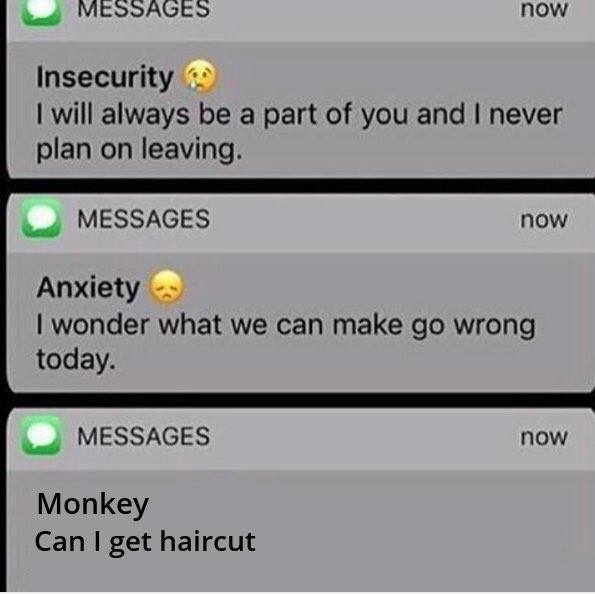 MESSAGES now
Insecurity 😢
I will always be a part of you and I never
plan on leaving.
MESSAGES now
Anxiety 😞
I wonder what we can make go wrong
today.
MESSAGES now
Monkey
Can I get haircut